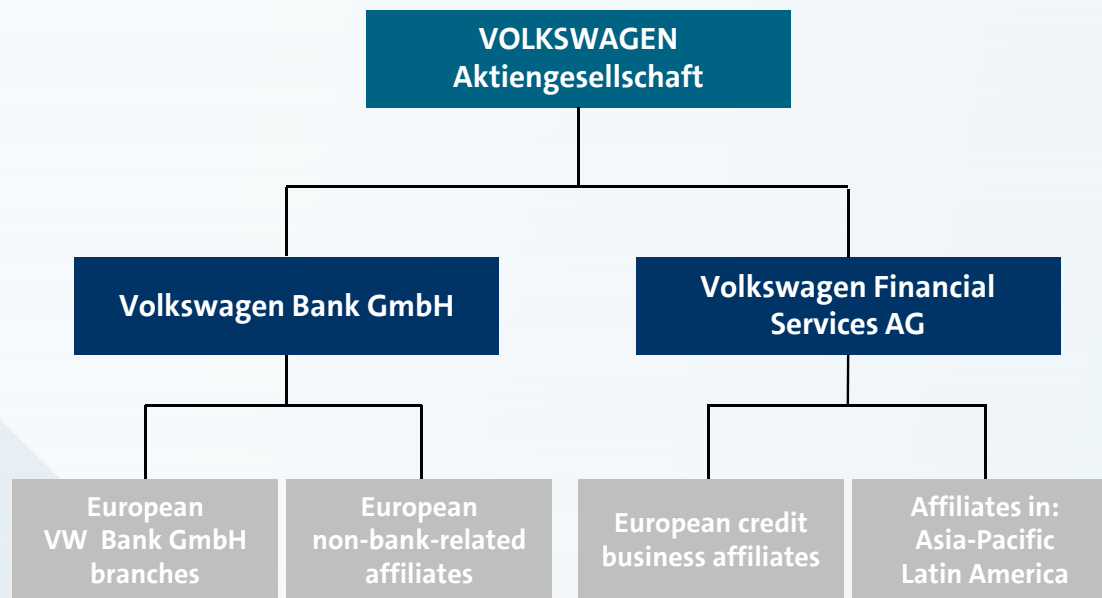 VOLKSWAGEN
Aktiengesellschaft
Volkswagen Bank GmbH
Volkswagen Financial
Services AG
European
VW Bank GmbH
branches
European
non-bank-related
affiliates
European credit
business affiliates
Affiliates in:
Asia-Pacific
Latin America